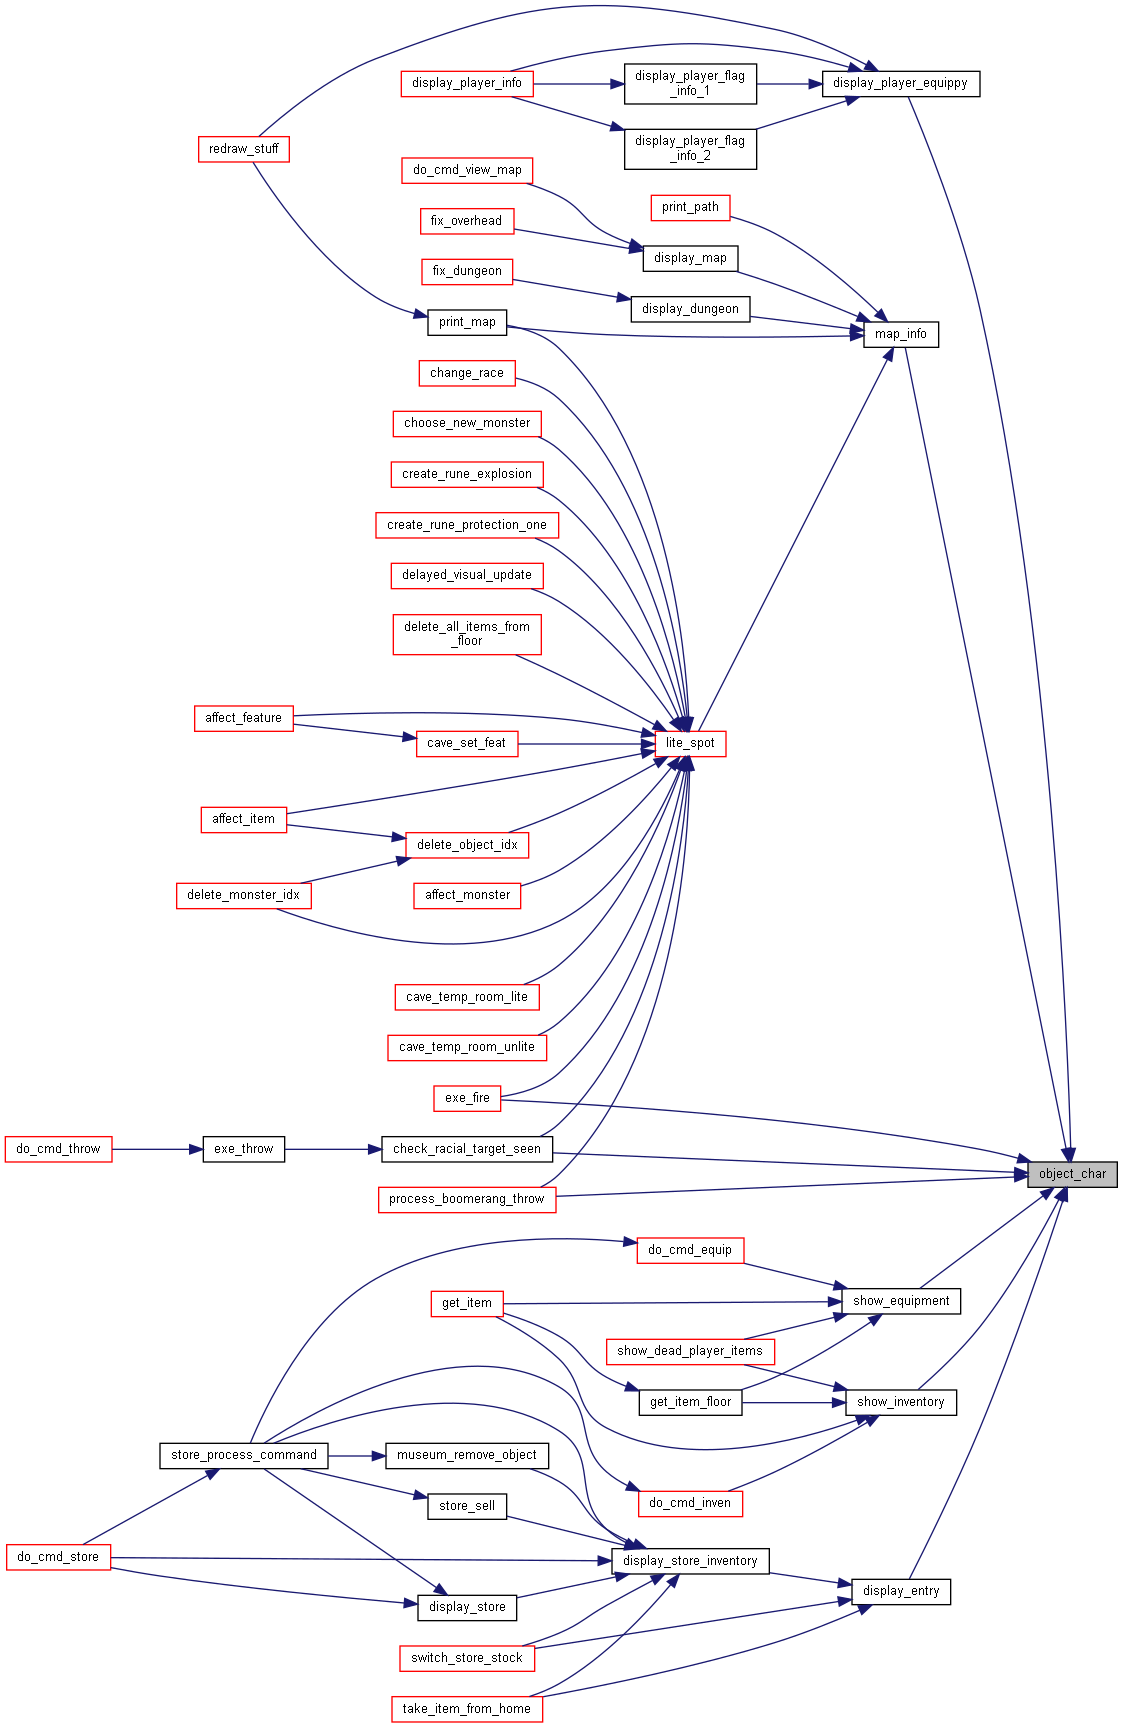 display_player_info
display_player_flag
_info_1
display_player_equippy
display_player_flag
_info_2
redraw_stuff
do_cmd_view_map
print_path
fix_overhead
display_map
fix_dungeon
display_dungeon
print_map
map_info
change_race
choose_new_monster
create_rune_explosion
create_rune_protection_one
delayed_visual_update
delete_all_items_from
_floor
affect_feature
cave_set_feat
lite_spot
affect_item
delete_object_idx
delete_monster_idx
affect_monster
cave_temp_room_lite
cave_temp_room_unlite
exe_fire
do_cmd_throw
exe_throw
check_racial_target_seen
object_char
process_boomerang_throw
do_cmd_equip
get_item
show_equipment
show_dead_player_items
get_item_floor
show_inventory
store_process_command
museum_remove_object
store_sell
do_cmd_inven
do_cmd_store
display_store_inventory
display_store
display_entry
switch_store_stock
take_item_from_home